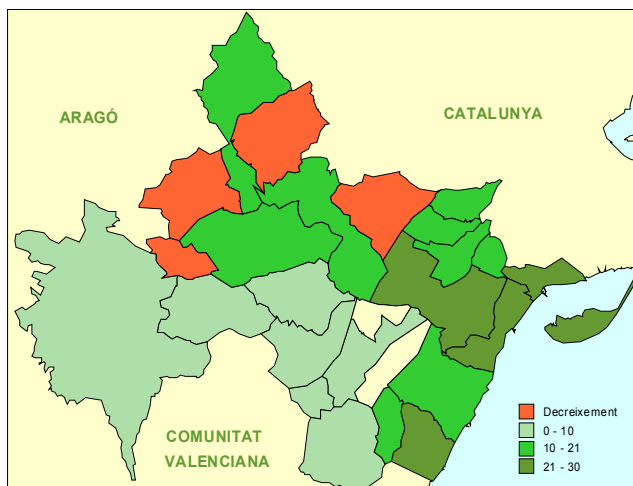 ARAGÓ
CATALUNYA
COMUNITAT
VALENCIANA
Decreixement
0 - 10
10 - 21
21 - 30